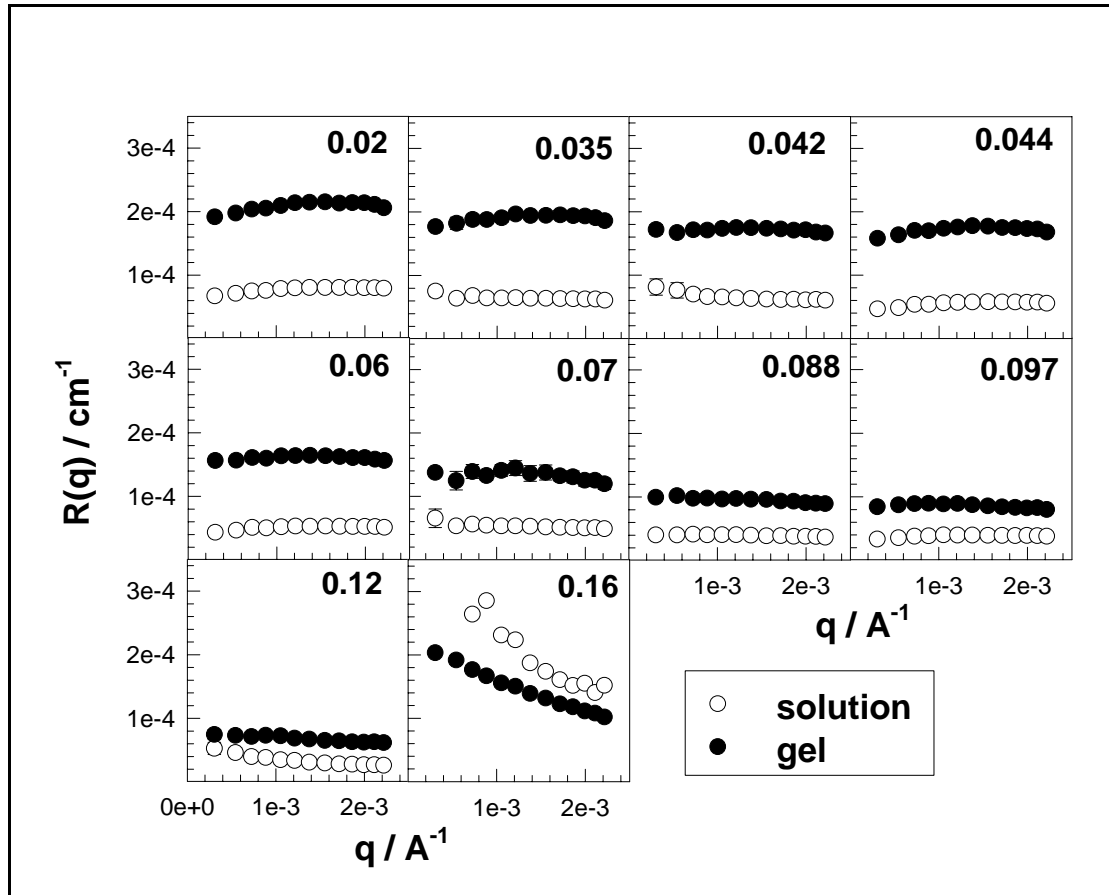 0.02 0.035 0.042 0.044
3e-4
2e-4
1e-4
0.06 0.07 0.088 0.097
3e-4
2e-4
1e-4
R(q) / cm⁻¹
1e-3 2e-3 1e-3 2e-3
q / A⁻¹
0.12 0.16
3e-4
2e-4
1e-4
0e+0 1e-3 2e-3 1e-3 2e-3
q / A⁻¹
solution
gel